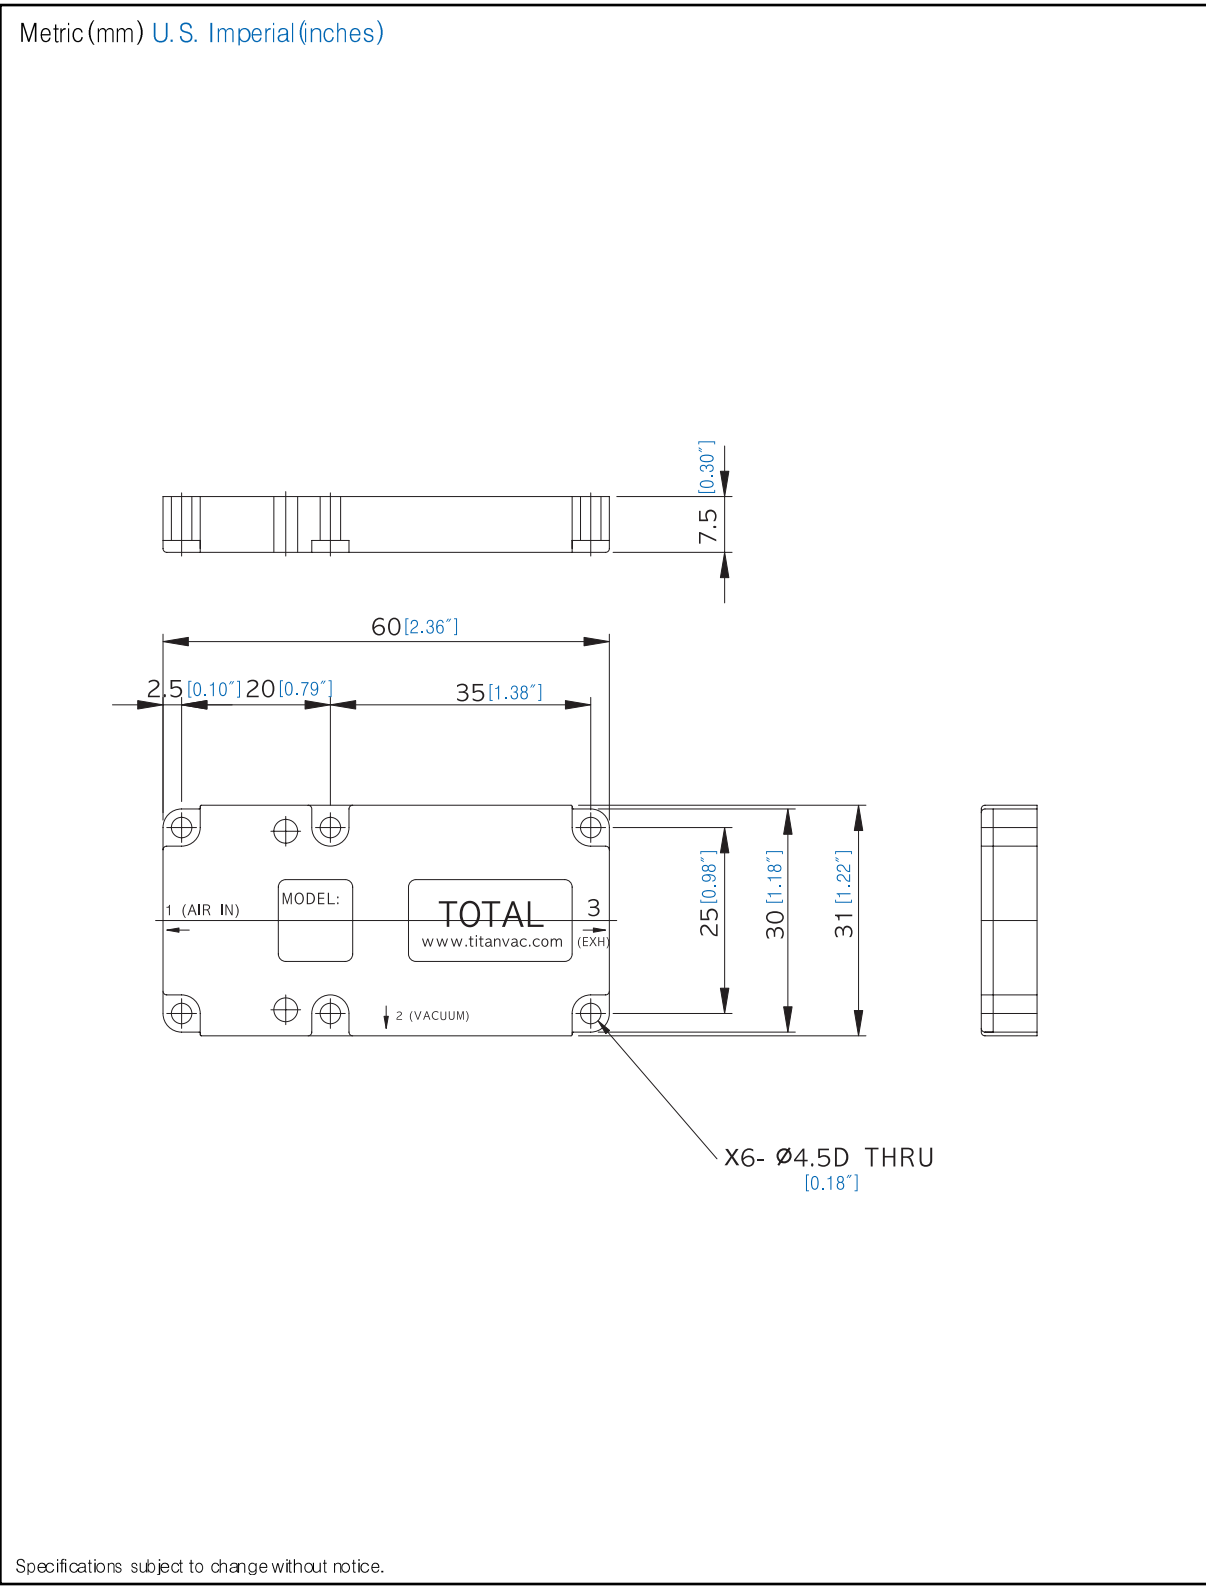 Metric(mm) U.S. Imperial(inches)
7.5 [0.30″]
60[2.36″]
2.5[0.10″] 20[0.79″] 35[1.38″]
1 (AIR IN)
MODEL:
TOTAL
www.titanvac.com
3
(EXH)
2 (VACUUM)
25[0.98″]
30[1.18″]
31[1.22″]
X6- Ø4.5D THRU
[0.18″]
Specifications subject to change without notice.